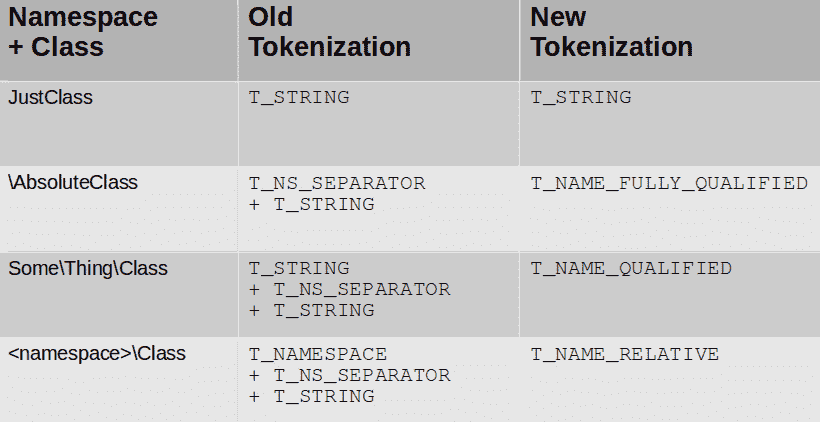 Namespace
+ Class
Old
Tokenization
New
Tokenization
JustClass
T_STRING
T_STRING
\AbsoluteClass
T_NS_SEPARATOR
+ T_STRING
T_NAME_FULLY_QUALIFIED
Some\Thing\Class
T_STRING
+ T_NS_SEPARATOR
+ T_STRING
T_NAME_QUALIFIED
<namespace>\Class
T_NAMESPACE
+ T_NS_SEPARATOR
+ T_STRING
T_NAME_RELATIVE